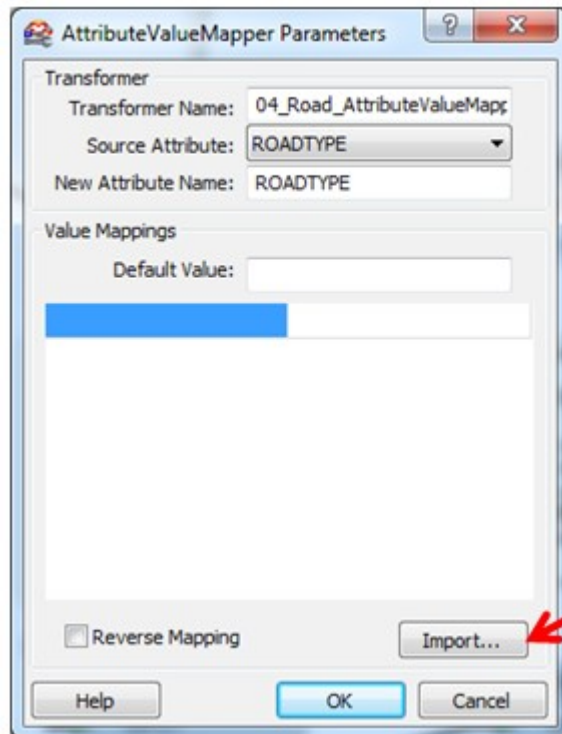 AttributeValueMapper Parameters
Transformer
Transformer Name: 04_Road_AttributeValueMapp
Source Attribute: ROADTYPE
New Attribute Name: ROADTYPE
Value Mappings
Default Value:
Reverse Mapping Import...
Help OK Cancel